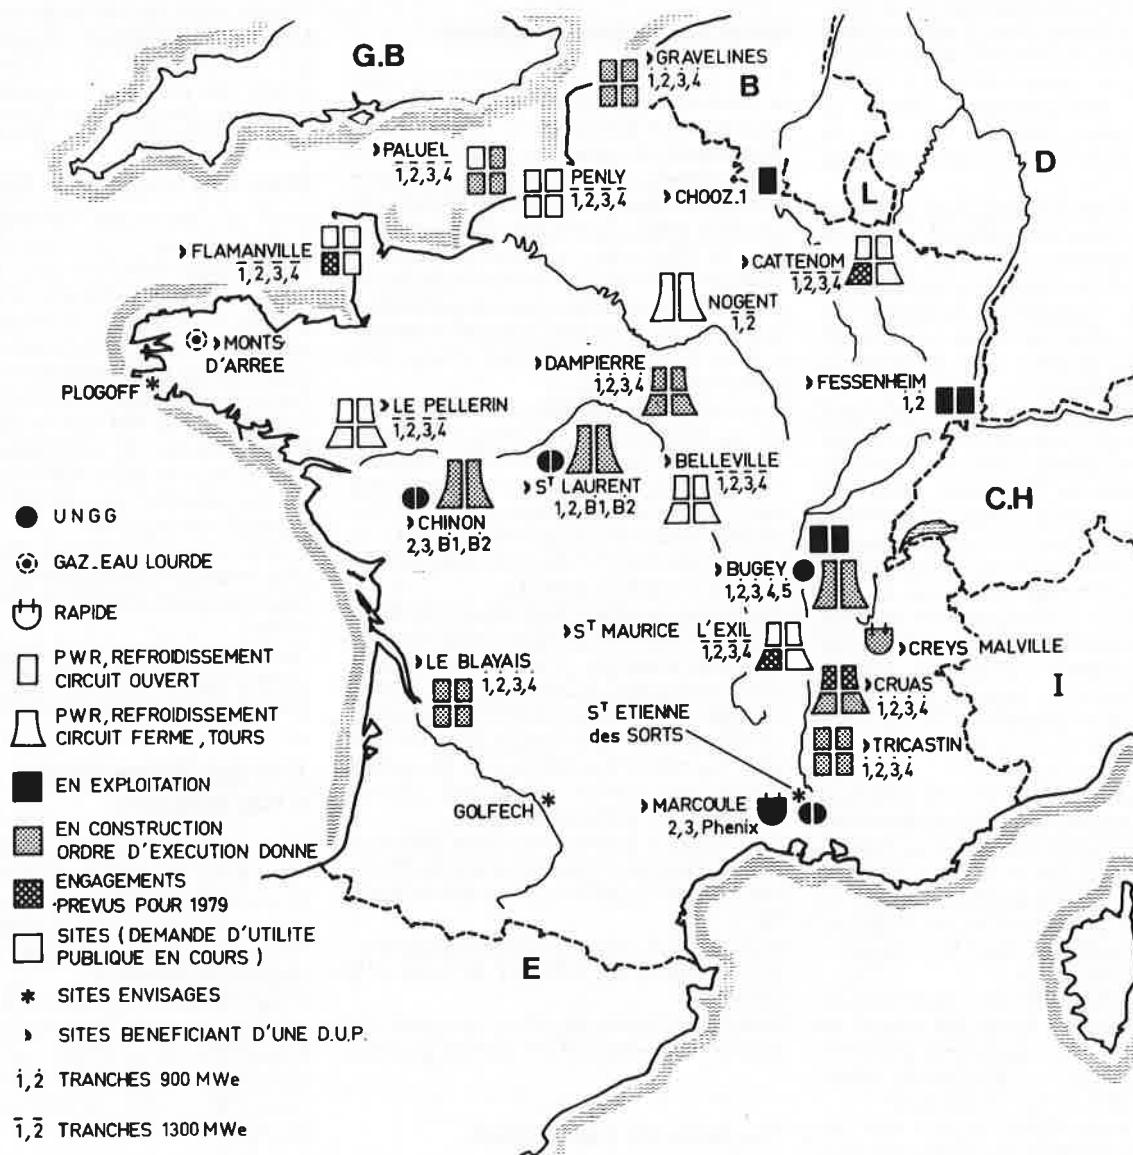 G.B
GRAVELINES
1,2,3,4
B
PALUEL
1,2,3,4
PENLY
1,2,3,4
CHOOZ.1
L
D
FLAMANVILLE
1,2,3,4
CATTENOM
1,2,3,4
NOGENT
1,2
MONTS
D'ARREE
PLOGOFF *
DAMPIERRE
1,2,3,4
FESSENHEIM
1,2
LE PELLERIN
1,2,3,4
BELLEVILLE
1,2,3,4
Sᵀ LAURENT
1,2,B1,B2
CHINON
2,3,B1,B2
C.H
BUGEY
1,2,3,4,5
Sᵀ MAURICE L'EXIL
1,2,3,4
CREYS MALVILLE
I
LE BLAYAIS
1,2,3,4
CRUAS
1,2,3,4
Sᵀ ETIENNE
des SORTS
TRICASTIN
1,2,3,4
GOLFECH *
MARCOULE
2,3,Phenix
E
UNGG
GAZ_EAU LOURDE
RAPIDE
PWR, REFROIDISSEMENT
CIRCUIT OUVERT
PWR, REFROIDISSEMENT
CIRCUIT FERME, TOURS
EN EXPLOITATION
EN CONSTRUCTION
ORDRE D'EXECUTION DONNE
ENGAGEMENTS
PREVUS POUR 1979
SITES (DEMANDE D'UTILITE
PUBLIQUE EN COURS)
* SITES ENVISAGES
SITES BENEFICIANT D'UNE D.U.P.
i̇,2̇ TRANCHES 900 MWe
1̄,2̄ TRANCHES 1300 MWe